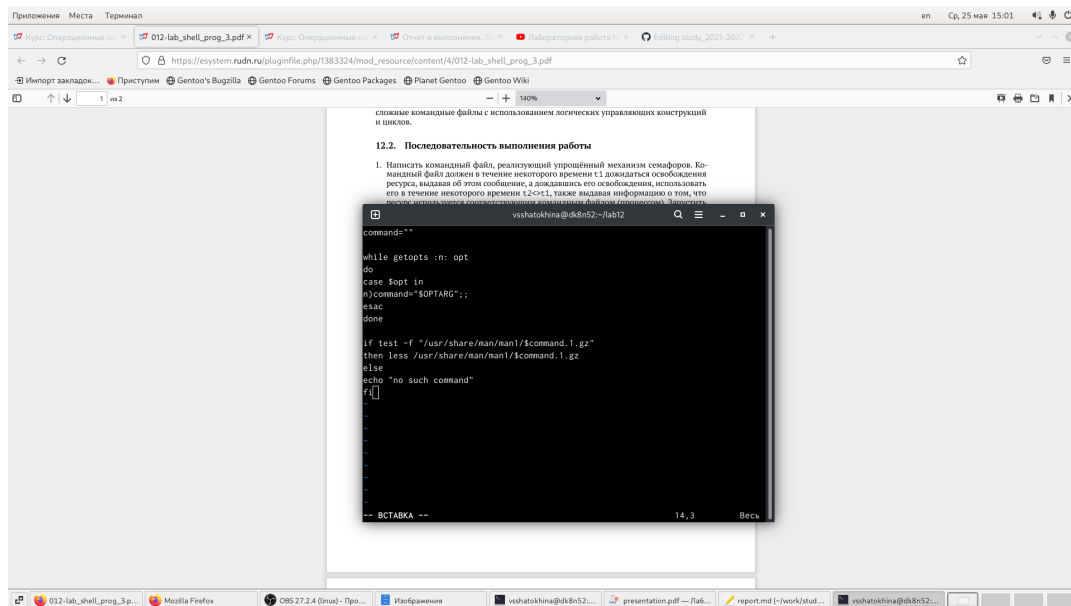 Приложения Места Терминал
en Ср, 25 мая 15:01
Курс: Операционные си
012-lab_shell_prog_3.pdf
Курс: Операционные си
Отчёт о выполнении. Ла
Лабораторная работа №
Editing study_2021-2022
https://esystem.rudn.ru/pluginfile.php/1383324/mod_resource/content/4/012-lab_shell_prog_3.pdf
Импорт закладок... Приступим Gentoo's Bugzilla Gentoo Forums Gentoo Packages Planet Gentoo Gentoo Wiki
1 из 2
140%
сложные командные файлы с использованием логических управляющих конструкций
и циклов.
12.2. Последовательность выполнения работы
1. Написать командный файл, реализующий упрощённый механизм семафоров. Ко-
мандный файл должен в течение некоторого времени t1 дожидаться освобождения
ресурса, выдавая об этом сообщение, а дождавшись его освобождения, использовать
его в течение некоторого времени t2<>t1, также выдавая информацию о том, что
ресурс используется соответствующим командным файлом (процессом). Запустить
vsshatokhina@dk8n52:~/lab12
command=""
while getopts :n: opt
do
case $opt in
n)command="$OPTARG";;
esac
done
if test -f "/usr/share/man/man1/$command.1.gz"
then less /usr/share/man/man1/$command.1.gz
else
echo "no such command"
fi
~
~
~
~
~
~
~
~
-- ВСТАВКА --
14,3
Весь
012-lab_shell_prog_3.p...
Mozilla Firefox
OBS 27.2.4 (linux) - Про...
Изображения
vsshatokhina@dk8n52:...
presentation.pdf — Лаб...
report.md (~/work/stud...
vsshatokhina@dk8n52:...